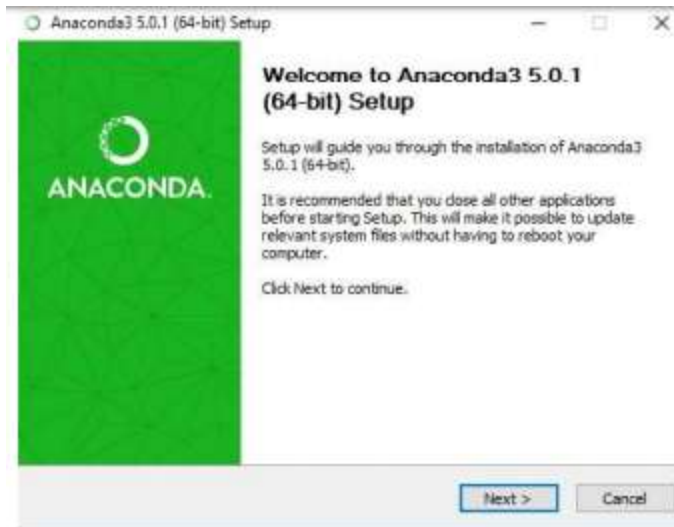 Anaconda3 5.0.1 (64-bit) Setup
Welcome to Anaconda3 5.0.1
(64-bit) Setup
Setup will guide you through the installation of Anaconda3
5.0.1 (64-bit).
It is recommended that you close all other applications
before starting Setup. This will make it possible to update
relevant system files without having to reboot your
computer.
Click Next to continue.
ANACONDA.
Next >
Cancel